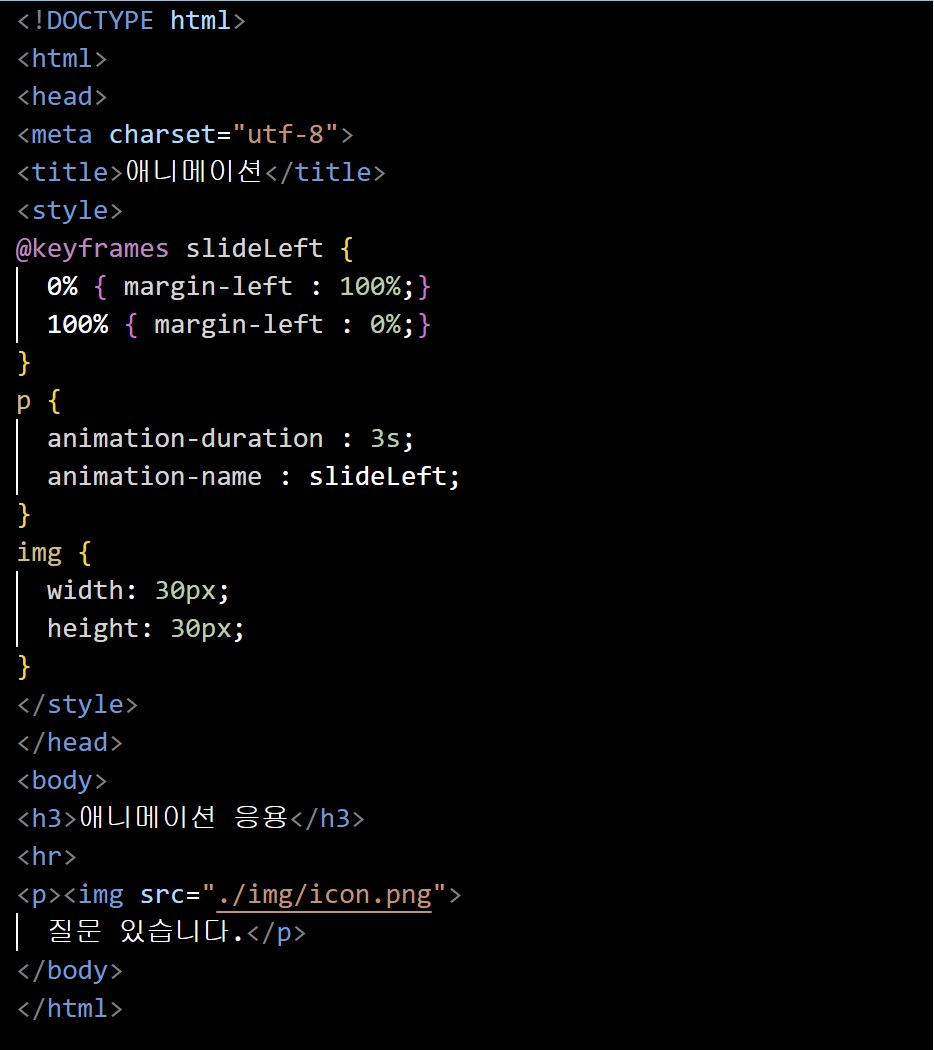 <!DOCTYPE html>
<html>
<head>
<meta charset="utf-8">
<title>애니메이션</title>
<style>
@keyframes slideLeft {
  0% { margin-left : 100%;}
  100% { margin-left : 0%;}
}
p {
  animation-duration : 3s;
  animation-name : slideLeft;
}
img {
  width: 30px;
  height: 30px;
}
</style>
</head>
<body>
<h3>애니메이션 응용</h3>
<hr>
<p><img src="./img/icon.png">
  질문 있습니다.</p>
</body>
</html>